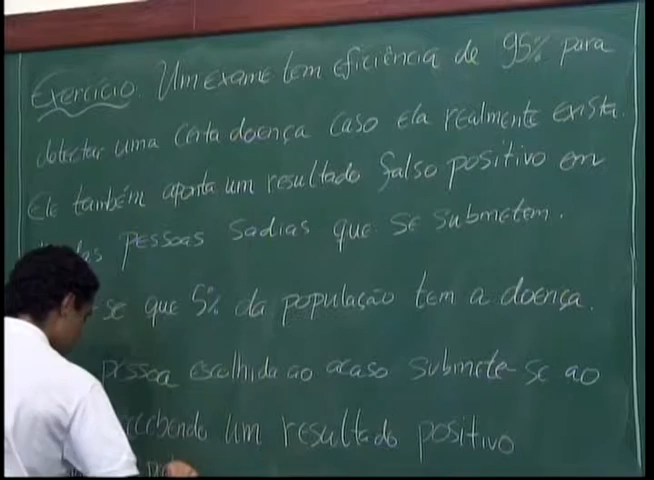 Exercício. Um exame tem eficiência de 95% para
detectar uma certa doença caso ela realmente exista.
Ele também aponta um resultado falso positivo em
pessoas sadias que se submetem.
se que 5% da população tem a doença.
pessoa escolhida ao acaso submete-se ao
recebendo um resultado positivo